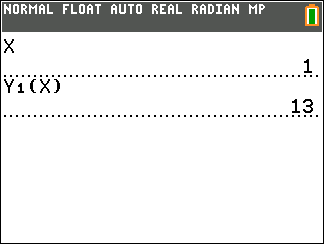 NORMAL FLOAT AUTO REAL RADIAN MP
X
1
Y₁(X)
13